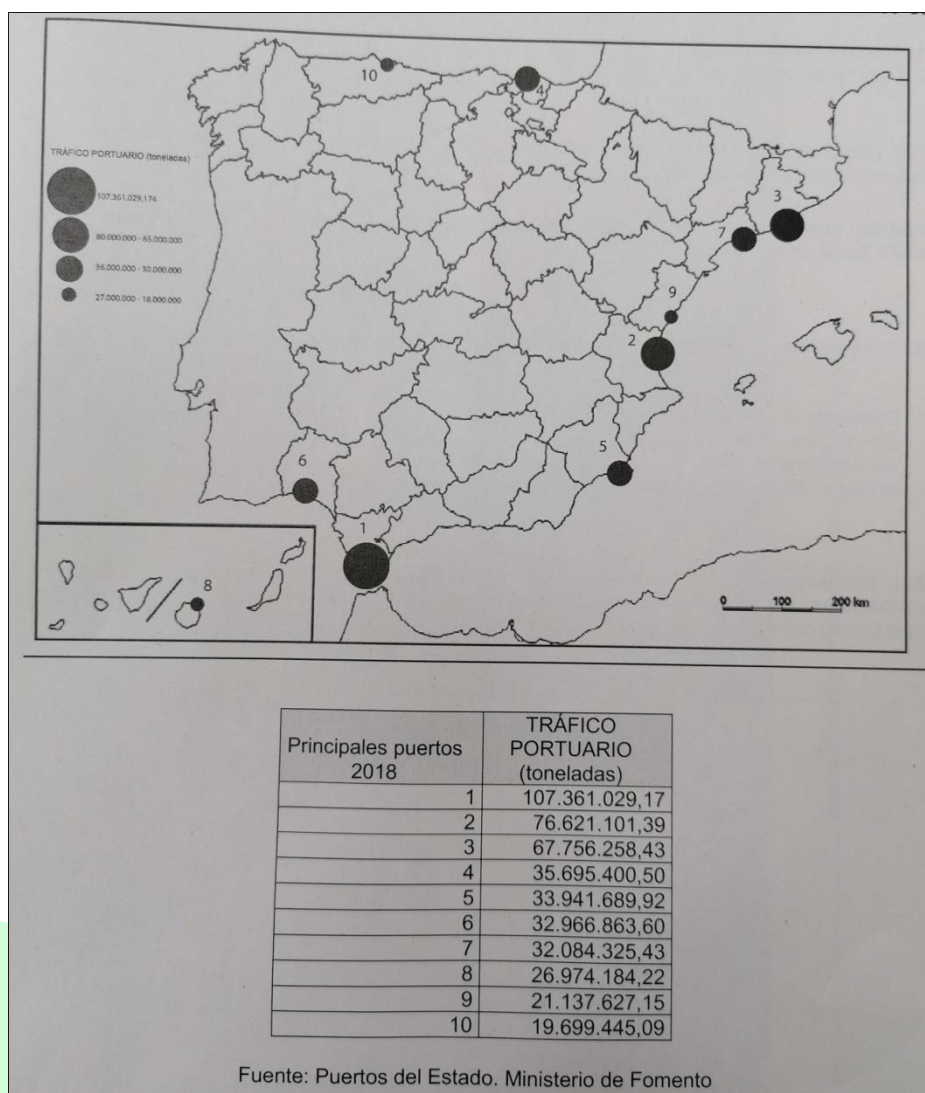 10
4
TRÁFICO PORTUARIO (toneladas)
107.361.029,174
80.000.000 - 65.000.000
36.000.000 - 30.000.000
27.000.000 - 18.000.000
3
7
9
2
5
6
1
8
0 100 200 km
Principales puertos
2018
TRÁFICO
PORTUARIO
(toneladas)
1 107.361.029,17
2 76.621.101,39
3 67.756.258,43
4 35.695.400,50
5 33.941.689,92
6 32.966.863,60
7 32.084.325,43
8 26.974.184,22
9 21.137.627,15
10 19.699.445,09
Fuente: Puertos del Estado. Ministerio de Fomento